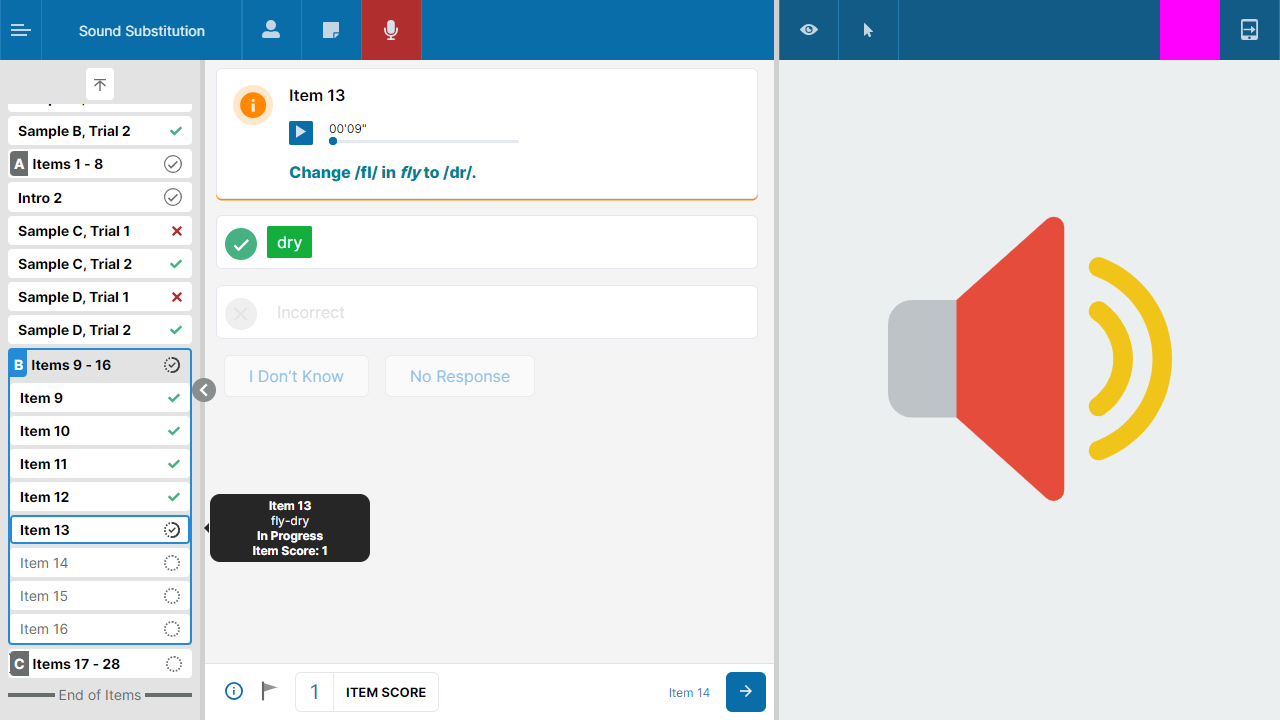 Sound Substitution
Sample B, Trial 2
A Items 1 - 8
Intro 2
Sample C, Trial 1
Sample C, Trial 2
Sample D, Trial 1
Sample D, Trial 2
B Items 9 - 16
Item 9
Item 10
Item 11
Item 12
Item 13
Item 14
Item 15
Item 16
C Items 17 - 28
End of Items
Item 13
00'09"
Change /fl/ in fly to /dr/.
dry
Incorrect
I Don't Know
No Response
Item 13
fly-dry
In Progress
Item Score: 1
1 ITEM SCORE
Item 14